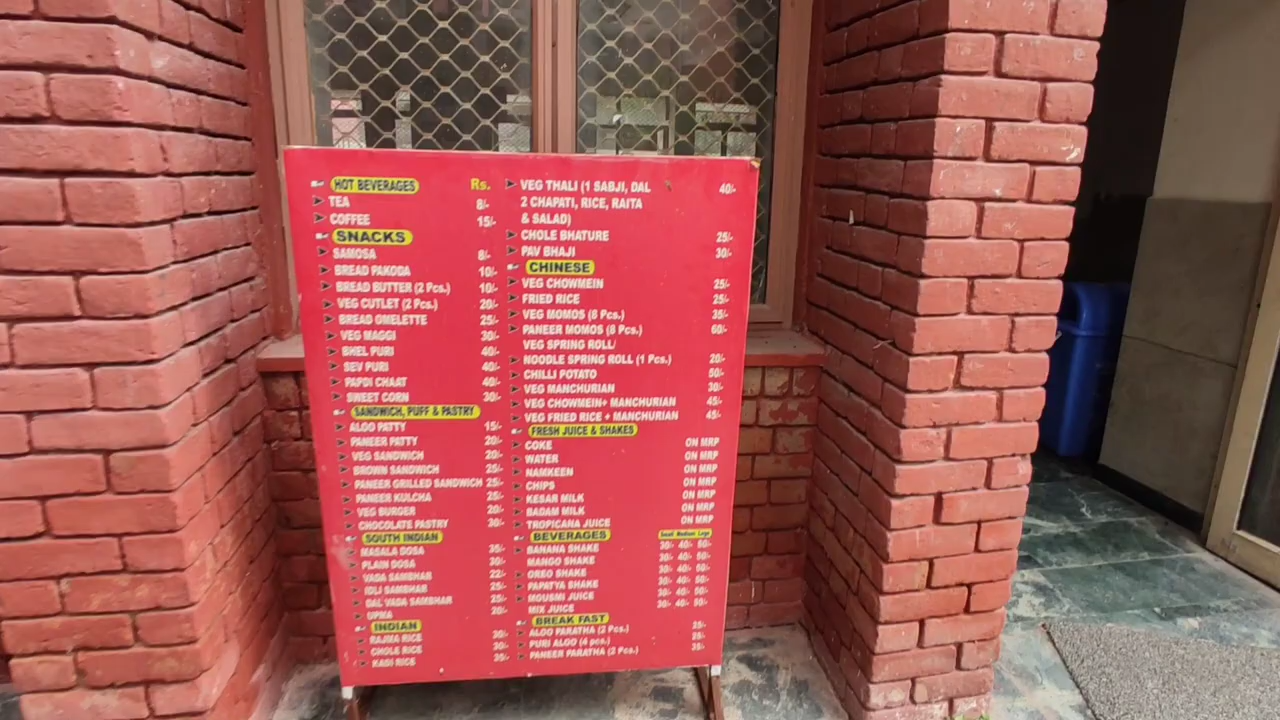 HOT BEVERAGES Rs.
TEA 8/-
COFFEE 15/-
SNACKS
SAMOSA 8/-
BREAD PAKODA 10/-
BREAD BUTTER (2 Pcs.) 10/-
VEG CUTLET (2 Pcs.) 20/-
BREAD OMELETTE 25/-
VEG MAGGI 30/-
BHEL PURI 40/-
SEV PURI 40/-
PAPDI CHAAT 40/-
SWEET CORN 30/-
SANDWICH, PUFF & PASTRY
ALOO PATTY 15/-
PANEER PATTY 20/-
VEG SANDWICH 20/-
BROWN SANDWICH 25/-
PANEER GRILLED SANDWICH 25/-
PANEER KULCHA 25/-
VEG BURGER 20/-
CHOCOLATE PASTRY 30/-
SOUTH INDIAN
MASALA DOSA 35/-
PLAIN DOSA 30/-
VADA SAMBHAR 22/-
IDLI SAMBHAR 25/-
DAL VADA SAMBHAR 25/-
UPMA 20/-
INDIAN
RAJMA RICE 30/-
CHOLE RICE 30/-
KADI RICE 35/-
VEG THALI (1 SABJI, DAL 40/-
2 CHAPATI, RICE, RAITA
& SALAD)
CHOLE BHATURE 25/-
PAV BHAJI 30/-
CHINESE
VEG CHOWMEIN 25/-
FRIED RICE 25/-
VEG MOMOS (8 Pcs.) 35/-
PANEER MOMOS (8 Pcs.) 60/-
VEG SPRING ROLL/
NOODLE SPRING ROLL (1 Pcs.) 20/-
CHILLI POTATO 50/-
VEG MANCHURIAN 30/-
VEG CHOWMEIN+ MANCHURIAN 45/-
VEG FRIED RICE + MANCHURIAN 45/-
FRESH JUICE & SHAKES
COKE ON MRP
WATER ON MRP
NAMKEEN ON MRP
CHIPS ON MRP
KESAR MILK ON MRP
BADAM MILK ON MRP
TROPICANA JUICE ON MRP
BEVERAGES Small Medium Large
BANANA SHAKE 30/- 40/- 50/-
MANGO SHAKE 30/- 40/- 50/-
OREO SHAKE 30/- 40/- 50/-
PAPAYYA SHAKE 30/- 40/- 50/-
MOUSMI JUICE 30/- 40/- 50/-
MIX JUICE
BREAK FAST
ALOO PARATHA (2 Pcs.) 25/-
PURI ALOO (4 pcs.) 25/-
PANEER PARATHA (2 Pcs.) 35/-